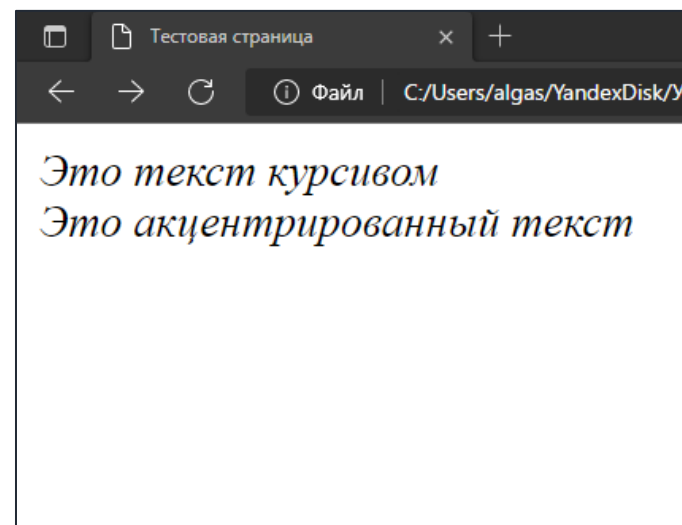 Тестовая страница
Файл C:/Users/algas/YandexDisk/У
Это текст курсивом
Это акцентрированный текст